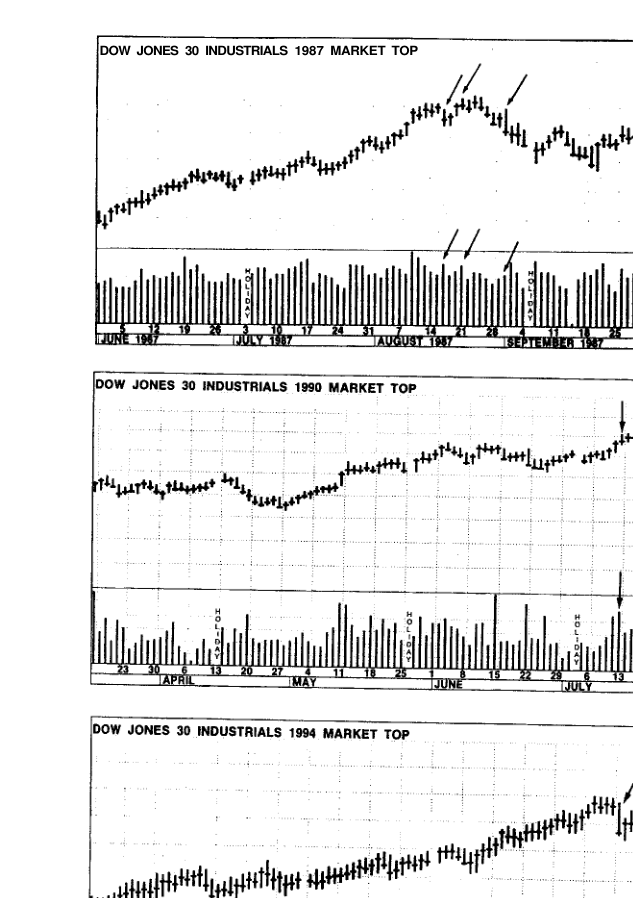 DOW JONES 30 INDUSTRIALS 1987 MARKET TOP
HOLIDAY
HOLIDAY
5 12 19 26 3 10 17 24 31 7 14 21 28 4 11 18 25
JUNE 1987 JULY 1987 AUGUST 1987 SEPTEMBER 1987
DOW JONES 30 INDUSTRIALS 1990 MARKET TOP
HOLIDAY
HOLIDAY
HOLIDAY
23 30 6 13 20 27 4 11 18 25 1 8 15 22 29 6 13
APRIL MAY JUNE JULY
DOW JONES 30 INDUSTRIALS 1994 MARKET TOP